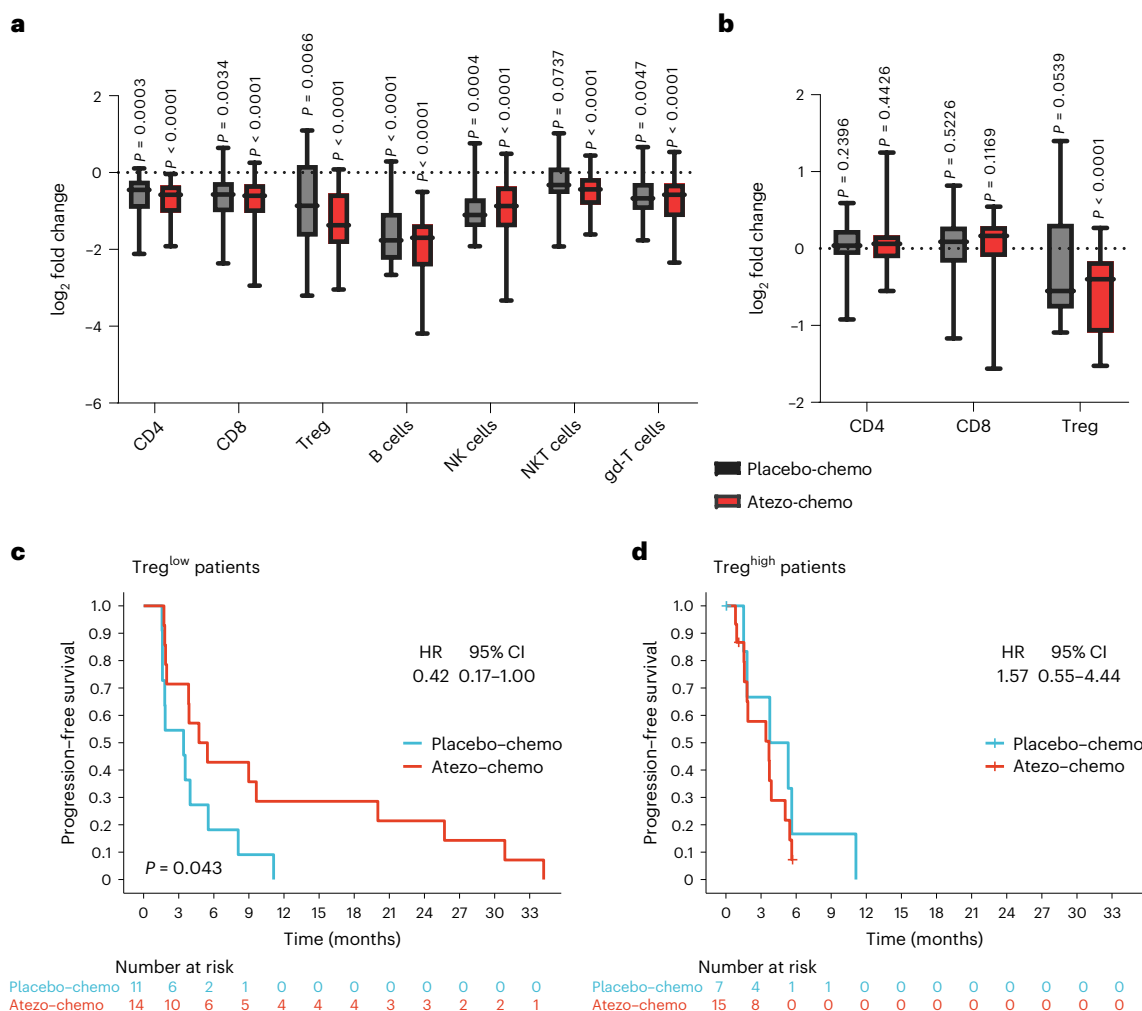 a
b
P = 0.0003
P < 0.0001
P = 0.0034
P < 0.0001
P = 0.0066
P < 0.0001
P < 0.0001
P < 0.0001
P = 0.0004
P < 0.0001
P = 0.0737
P < 0.0001
P = 0.0047
P < 0.0001
2
0
−2
−4
−6
log2 fold change
CD4
CD8
Treg
B cells
NK cells
NKT cells
gd-T cells
P = 0.2396
P = 0.4426
P = 0.5226
P = 0.1169
P = 0.0539
P < 0.0001
2
1
0
−1
−2
log2 fold change
CD4 CD8 Treg
Placebo-chemo
Atezo-chemo
c
Treglow patients
1.0
0.9
0.8
0.7
0.6
0.5
0.4
0.3
0.2
0.1
0
Progression–free survival
HR 95% CI
0.42 0.17–1.00
Placebo–chemo
Atezo–chemo
P = 0.043
0 3 6 9 12 15 18 21 24 27 30 33
Time (months)
Number at risk
Placebo–chemo 11 6 2 1 0 0 0 0 0 0 0 0
Atezo–chemo 14 10 6 5 4 4 4 3 3 2 2 1
d
Treghigh patients
1.0
0.9
0.8
0.7
0.6
0.5
0.4
0.3
0.2
0.1
0
Progression–free survival
HR 95% CI
1.57 0.55–4.44
Placebo–chemo
Atezo–chemo
0 3 6 9 12 15 18 21 24 27 30 33
Time (months)
Number at risk
Placebo–chemo 7 4 1 1 0 0 0 0 0 0 0 0
Atezo–chemo 15 8 0 0 0 0 0 0 0 0 0 0